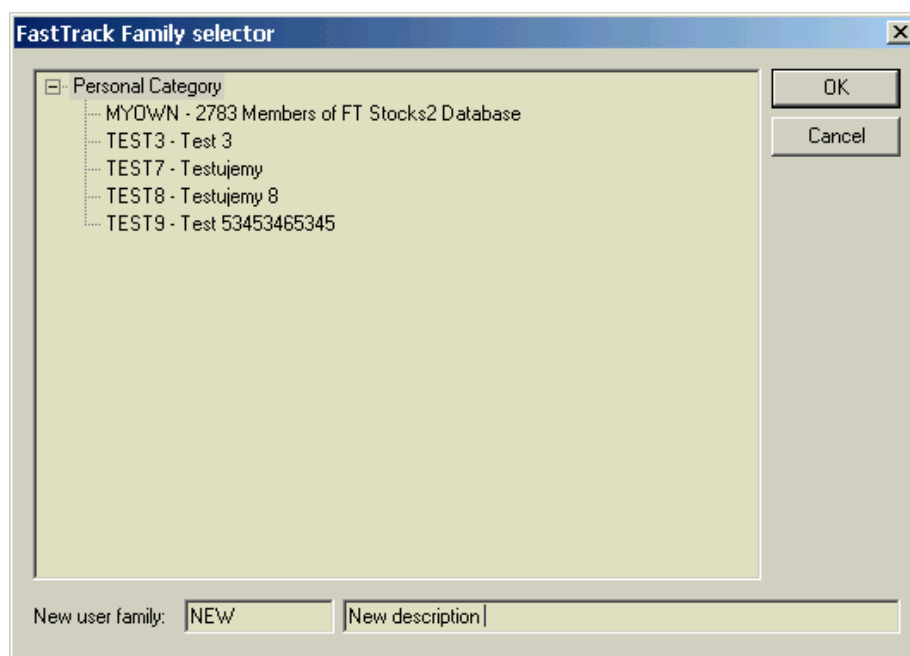 FastTrack Family selector
Personal Category
OK
MYOWN - 2783 Members of FT Stocks2 Database
TEST3 - Test 3
Cancel
TEST7 - Testujemy
TEST8 - Testujemy 8
TEST9 - Test 53453465345
New user family: NEW New description